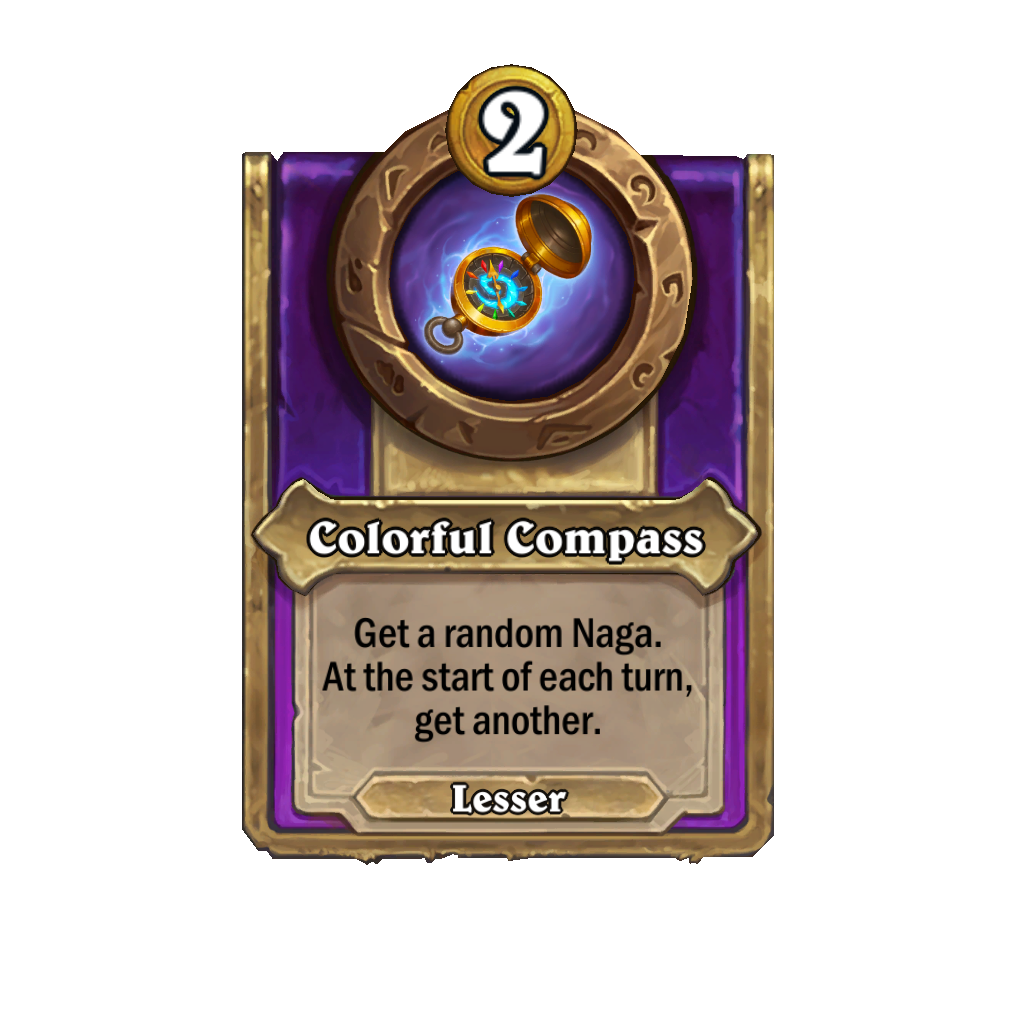 2
Colorful Compass
Get a random Naga.
At the start of each turn,
get another.
Lesser